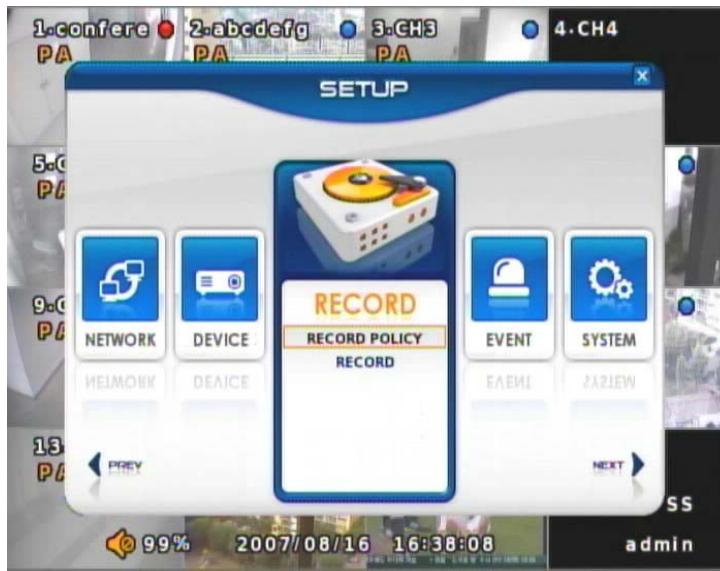 1.confere
2.abcdefg
3.CH3
4.CH4
PA
PA
PA
SETUP
RECORD
NETWORK
DEVICE
RECORD POLICY
EVENT
SYSTEM
RECORD
PREV
NEXT
SS
99%
2007/08/16
16:38:08
admin